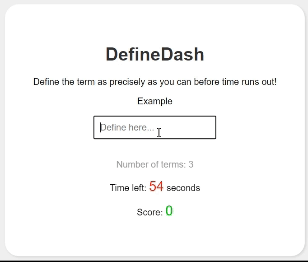 DefineDash
Define the term as precisely as you can before time runs out!
Example
Define here...
Number of terms: 3
Time left: 54 seconds
Score: 0